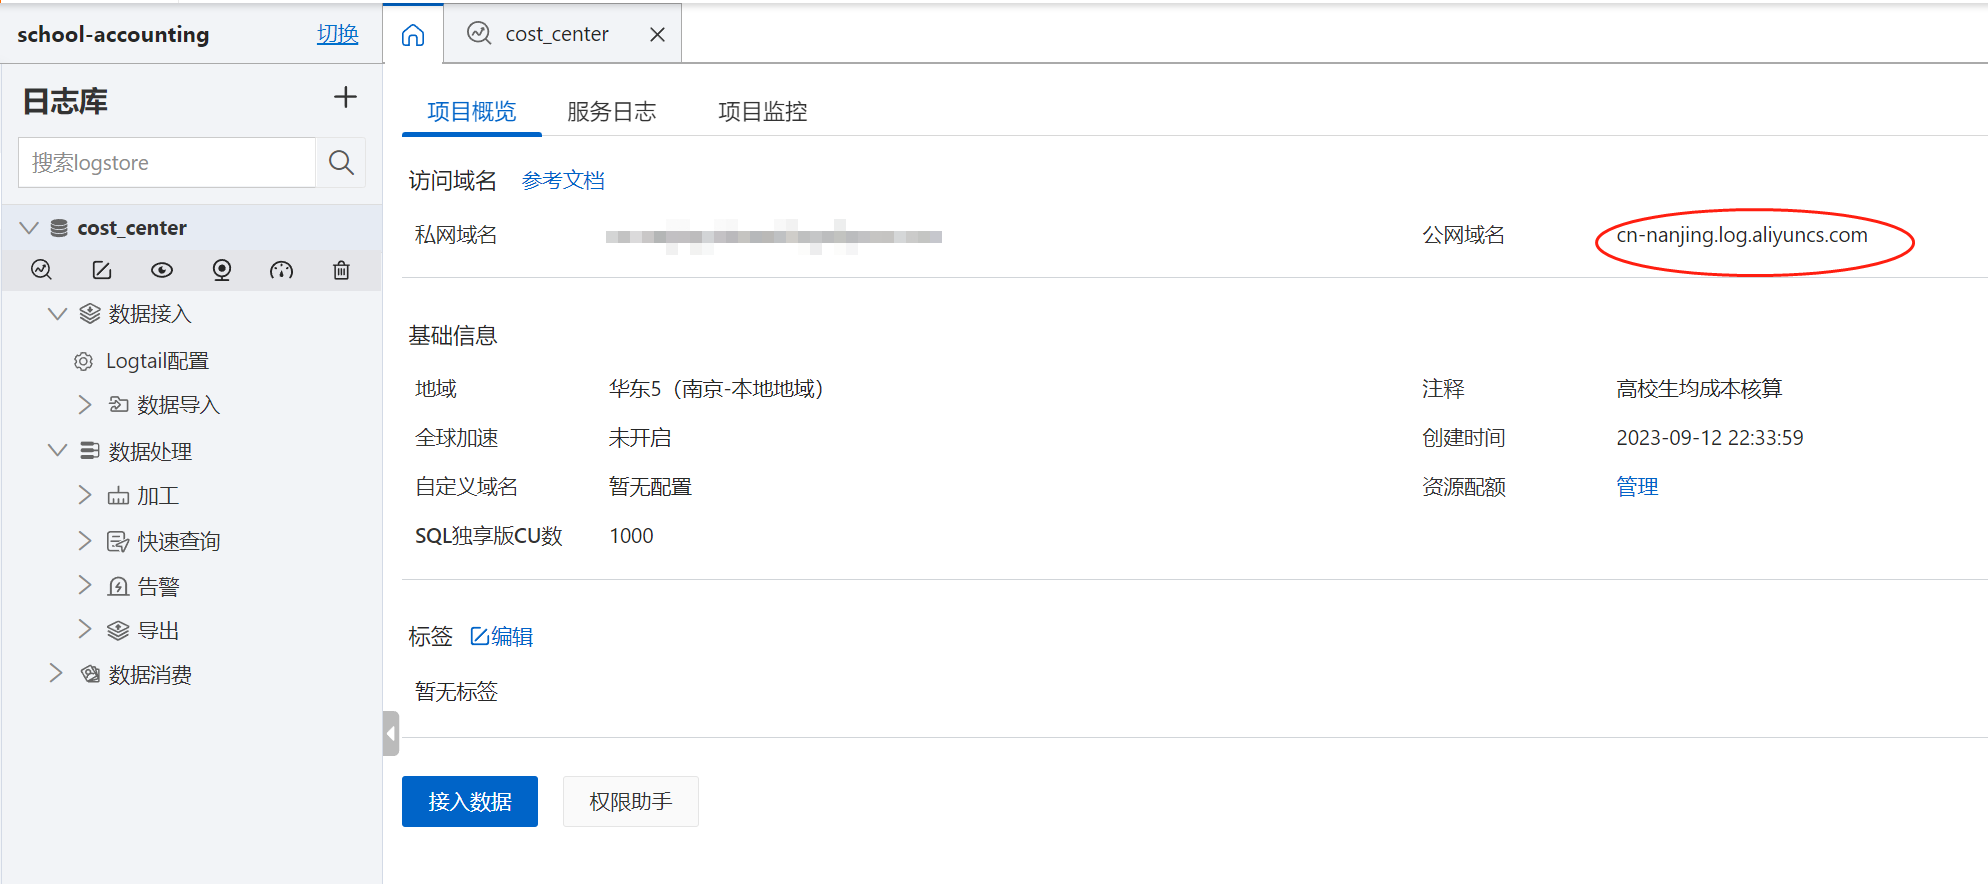 school-accounting 切换
日志库
搜索logstore
cost_center
数据接入
Logtail配置
数据导入
数据处理
加工
快速查询
告警
导出
数据消费
cost_center
项目概览 服务日志 项目监控
访问域名 参考文档
私网域名 公网域名 cn-nanjing.log.aliyuncs.com
基础信息
地域 华东5（南京-本地地域） 注释 高校生均成本核算
全球加速 未开启 创建时间 2023-09-12 22:33:59
自定义域名 暂无配置 资源配额 管理
SQL独享版CU数 1000
标签 编辑
暂无标签
接入数据 权限助手